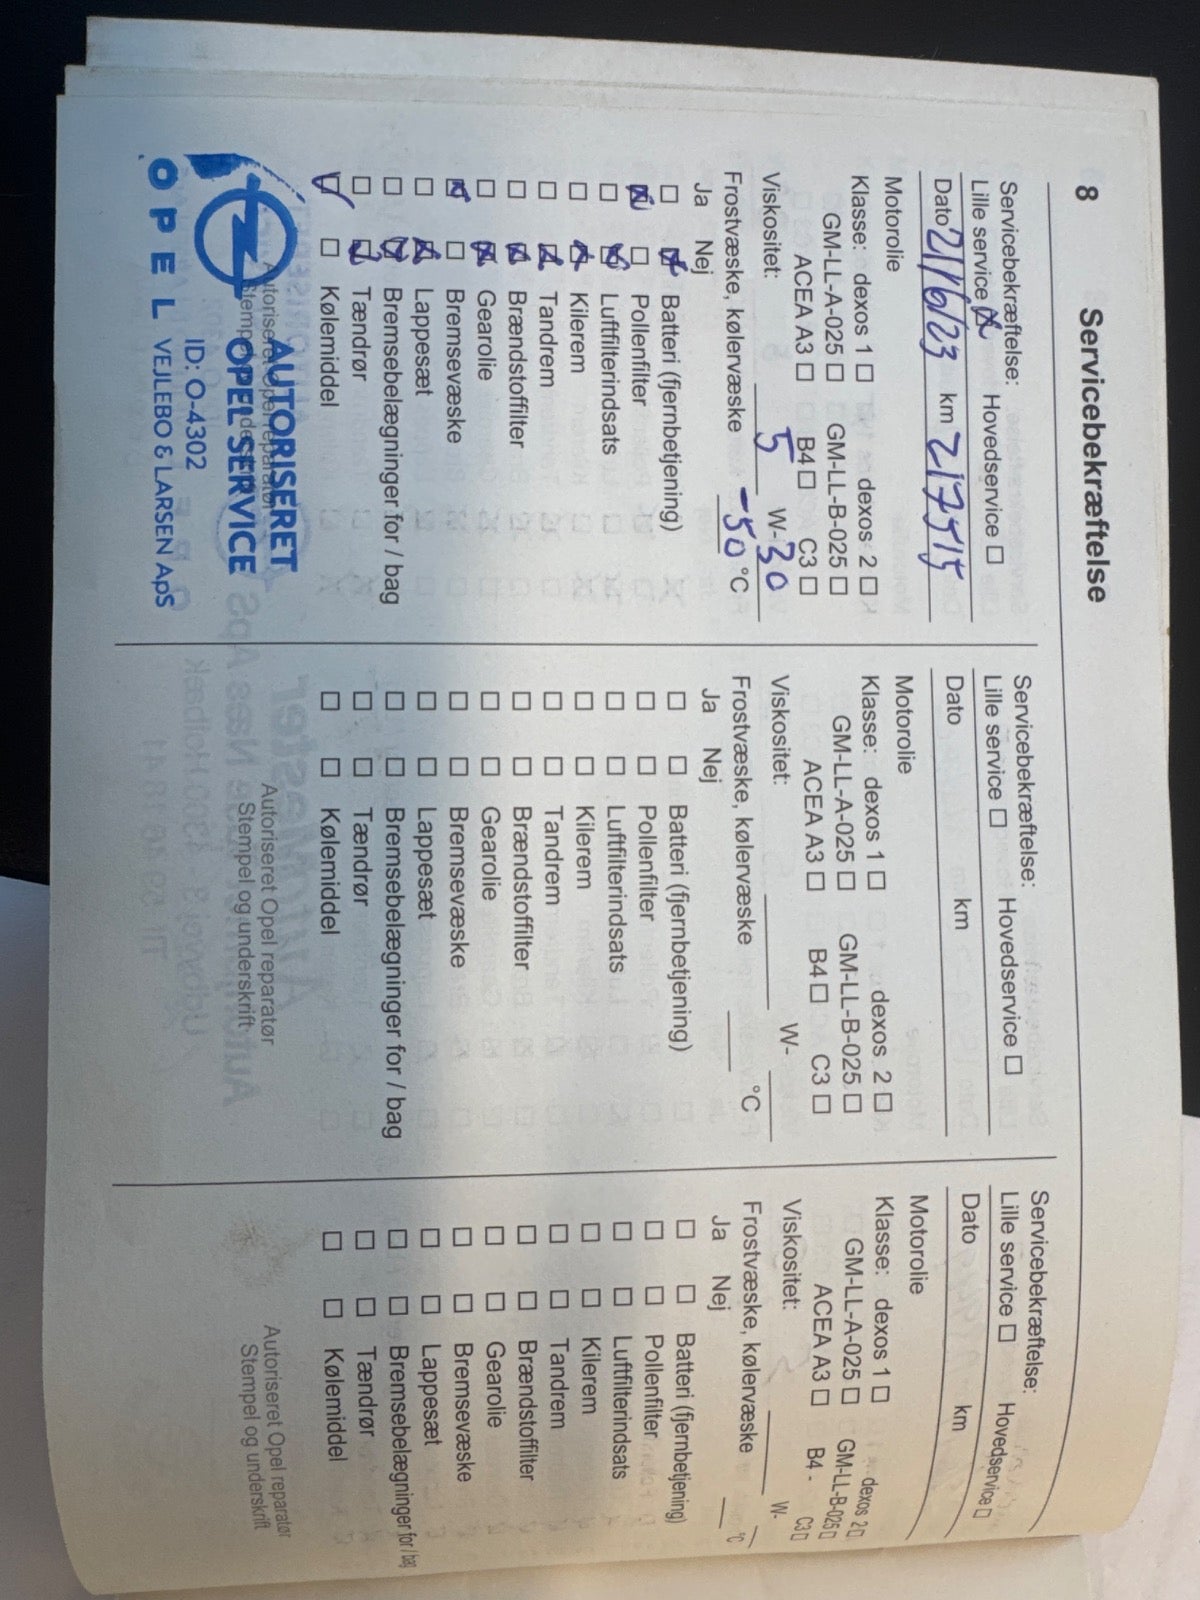 8 Servicebekræftelse
Servicebekræftelse:
Lille service ☒ Hovedservice ☐
Dato 21/6/23 km 217515
Motorolie
Klasse: dexos 1 ☐ dexos 2 ☐
GM-LL-A-025 ☐ GM-LL-B-025 ☐
ACEA A3 ☐ B4 ☐ C3 ☐
Viskositet: 5 W-30
Frostvæske, kølervæske -50 °C
Ja Nej
☐ ☒ Batteri (fjernbetjening)
☒ ☐ Pollenfilter
☐ ☒ Luftfilterindsats
☐ ☒ Kilerem
☐ ☒ Tandrem
☐ ☒ Brændstoffilter
☐ ☒ Gearolie
☒ ☐ Bremsevæske
☐ ☒ Lappesæt
☐ ☒ Bremsebelægninger for / bag
☐ ☒ Tændrør
☒ ☐ Kølemiddel
Autoriseret Opel reparatør
Stempel og underskrift
AUTORISERET
OPEL SERVICE
ID: O-4302
OPEL VEJLEBO & LARSEN ApS
Servicebekræftelse:
Lille service ☐ Hovedservice ☐
Dato km
Motorolie
Klasse: dexos 1 ☐ dexos 2 ☐
GM-LL-A-025 ☐ GM-LL-B-025 ☐
ACEA A3 ☐ B4 ☐ C3 ☐
Viskositet: W-
Frostvæske, kølervæske °C
Ja Nej
☐ ☐ Batteri (fjernbetjening)
☐ ☐ Pollenfilter
☐ ☐ Luftfilterindsats
☐ ☐ Kilerem
☐ ☐ Tandrem
☐ ☐ Brændstoffilter
☐ ☐ Gearolie
☐ ☐ Bremsevæske
☐ ☐ Lappesæt
☐ ☐ Bremsebelægninger for / bag
☐ ☐ Tændrør
☐ ☐ Kølemiddel
Autoriseret Opel reparatør
Stempel og underskrift
Servicebekræftelse:
Lille service ☐ Hovedservice ☐
Dato km
Motorolie
Klasse: dexos 1 ☐ dexos 2 ☐
GM-LL-A-025 ☐ GM-LL-B-025 ☐
ACEA A3 ☐ B4 - C3 ☐
Viskositet: W-
Frostvæske, kølervæske °C
Ja Nej
☐ ☐ Batteri (fjernbetjening)
☐ ☐ Pollenfilter
☐ ☐ Luftfilterindsats
☐ ☐ Kilerem
☐ ☐ Tandrem
☐ ☐ Brændstoffilter
☐ ☐ Gearolie
☐ ☐ Bremsevæske
☐ ☐ Lappesæt
☐ ☐ Bremsebelægninger for / bag
☐ ☐ Tændrør
☐ ☐ Kølemiddel
Autoriseret Opel reparatør
Stempel og underskrift